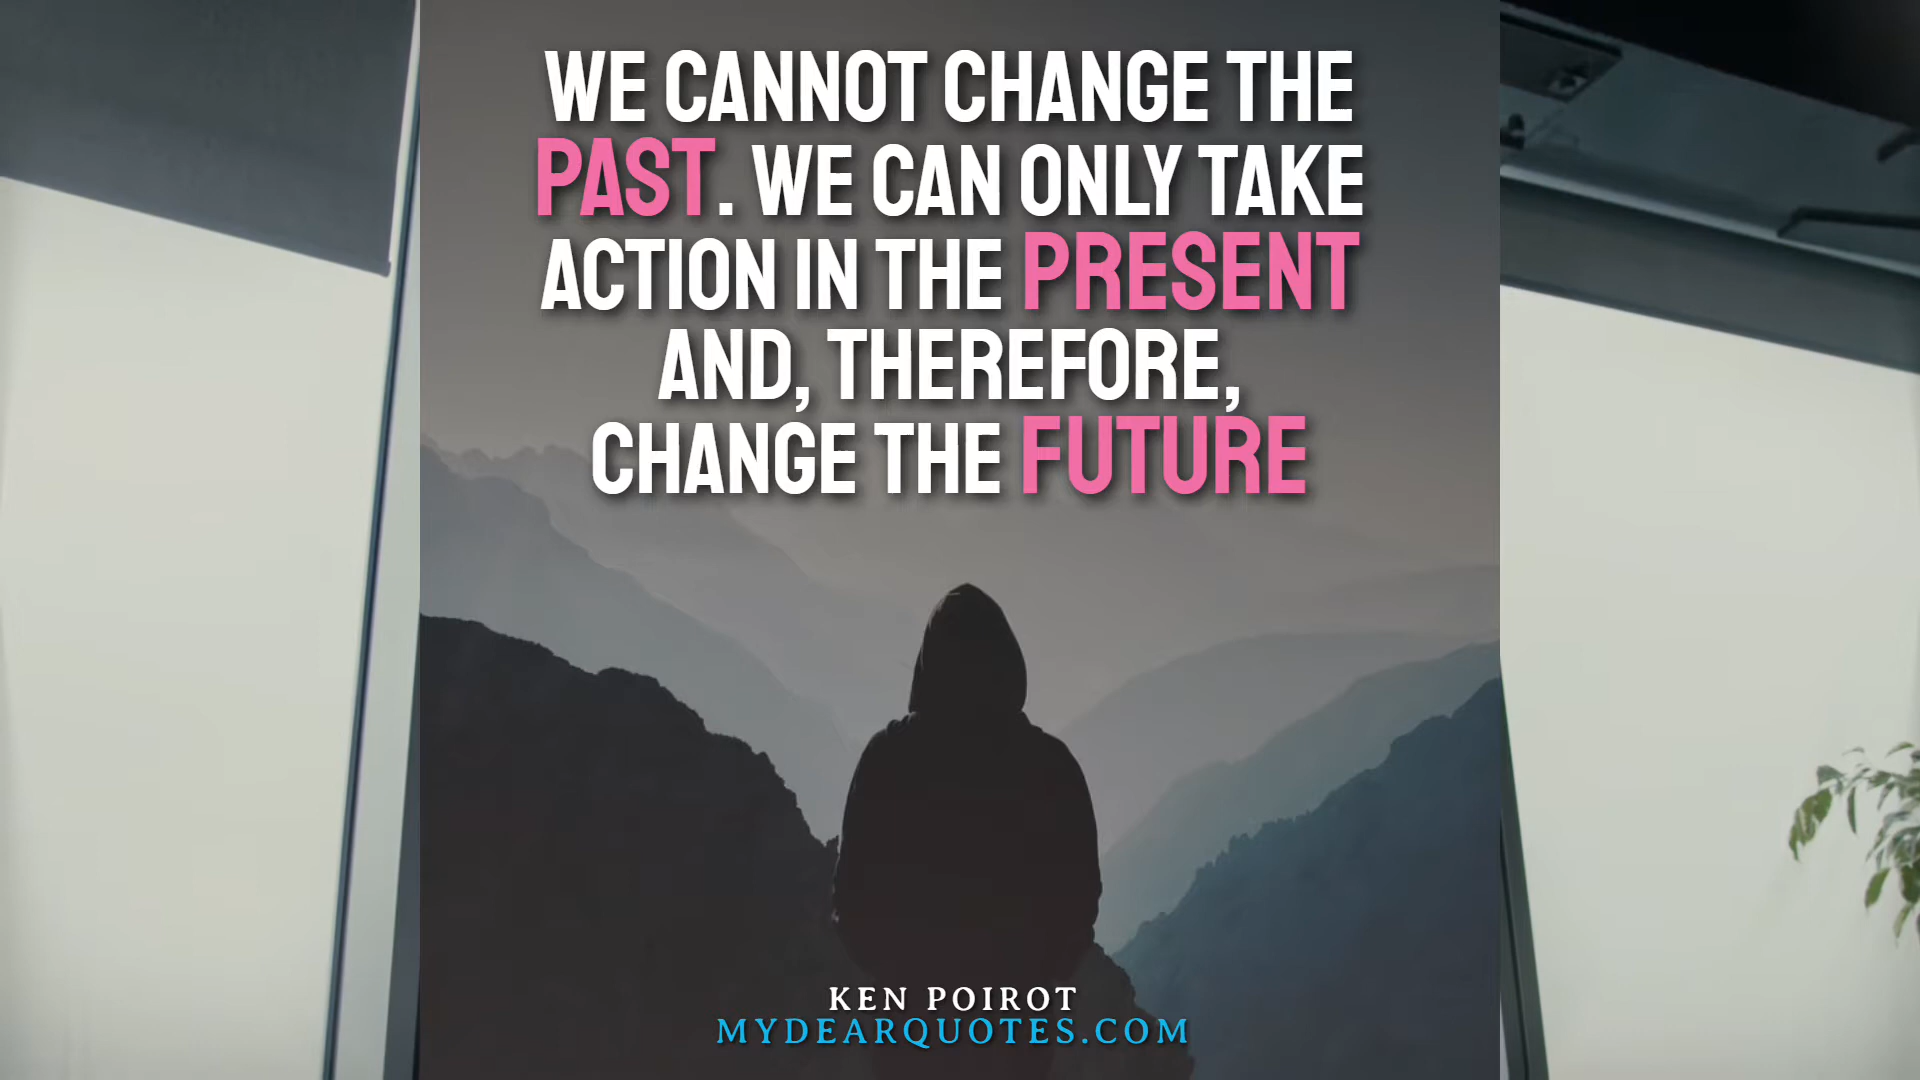 WE CANNOT CHANGE THE
PAST. WE CAN ONLY TAKE
ACTION IN THE PRESENT
AND, THEREFORE,
CHANGE THE FUTURE
KEN POIROT
MYDEARQUOTES.COM